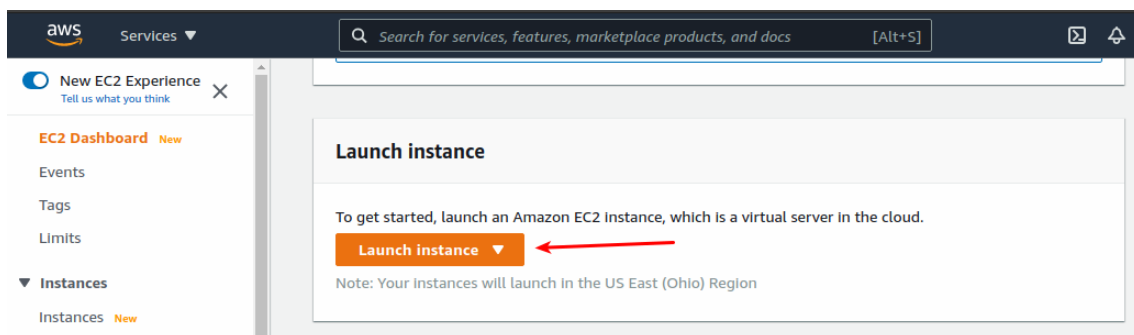 aws Services Search for services, features, marketplace products, and docs [Alt+S]
New EC2 Experience
Tell us what you think
EC2 Dashboard New
Events
Tags
Limits
Instances
Instances New
Launch instance
To get started, launch an Amazon EC2 instance, which is a virtual server in the cloud.
Launch instance
Note: Your instances will launch in the US East (Ohio) Region